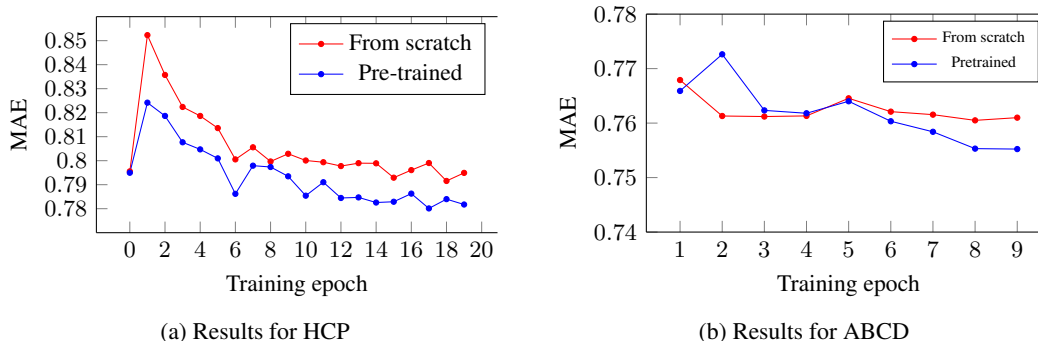 0.85
0.84
0.83
0.82
0.81
0.8
0.79
0.78
MAE
From scratch
Pre-trained
0 2 4 6 8 10 12 14 16 18 20
Training epoch
(a) Results for HCP
0.78
0.77
0.76
0.75
0.74
MAE
From scratch
Pretrained
1 2 3 4 5 6 7 8 9
Training epoch
(b) Results for ABCD